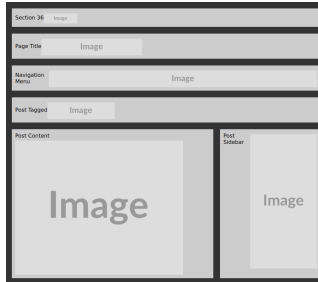 Section 36 Image
Page Title Image
Navigation
Menu Image
Post Tagged Image
Post Content
Image
Post
Sidebar
Image